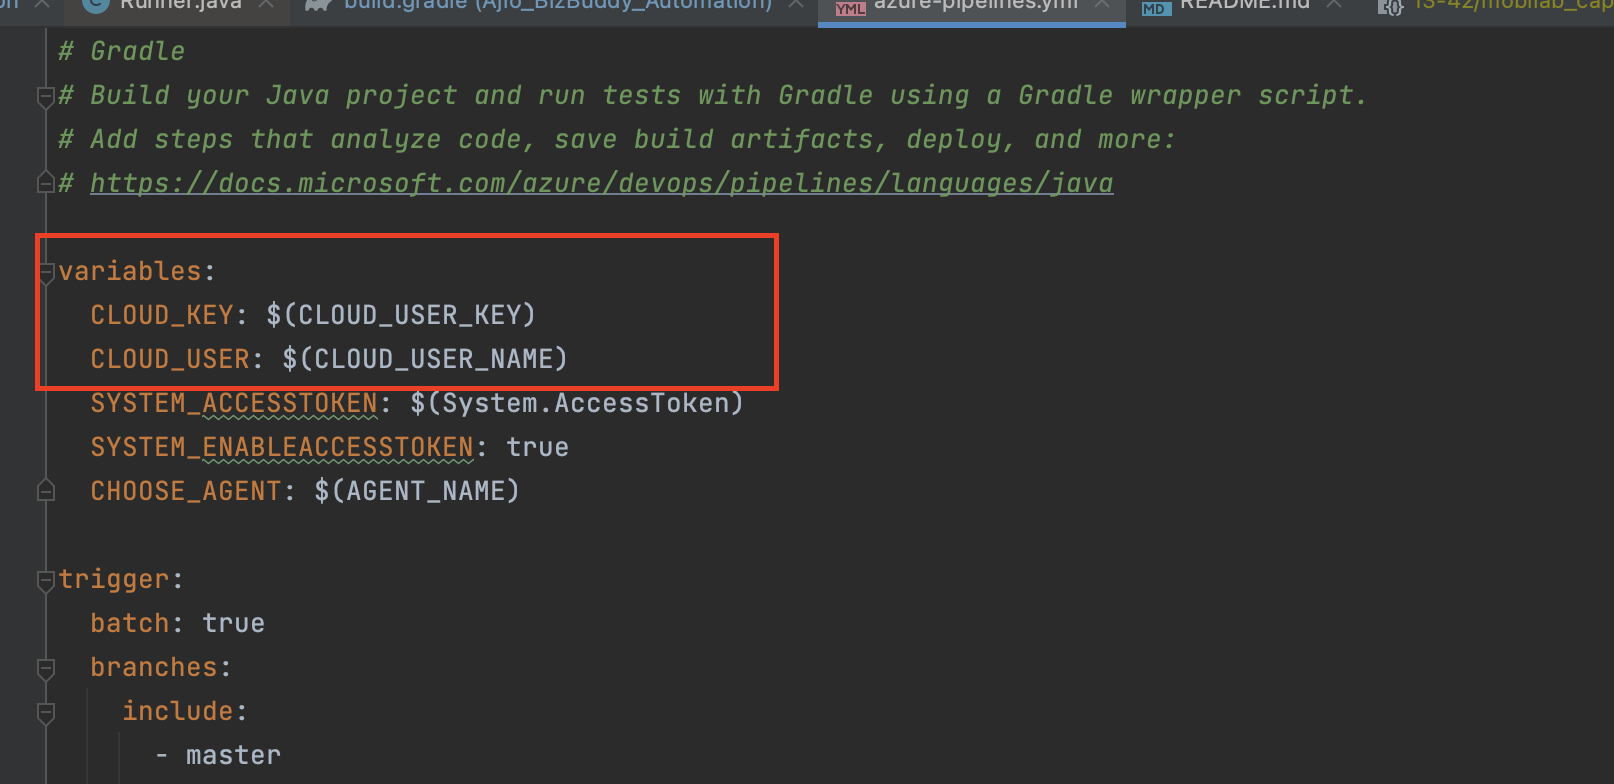 Runner.java build.gradle (Ajio_BizBuddy_Automation) YML azure-pipelines.yml MD README.md
# Gradle
# Build your Java project and run tests with Gradle using a Gradle wrapper script.
# Add steps that analyze code, save build artifacts, deploy, and more:
# https://docs.microsoft.com/azure/devops/pipelines/languages/java
variables:
CLOUD_KEY: $(CLOUD_USER_KEY)
CLOUD_USER: $(CLOUD_USER_NAME)
SYSTEM_ACCESSTOKEN: $(System.AccessToken)
SYSTEM_ENABLEACCESSTOKEN: true
CHOOSE_AGENT: $(AGENT_NAME)
trigger:
batch: true
branches:
include:
- master